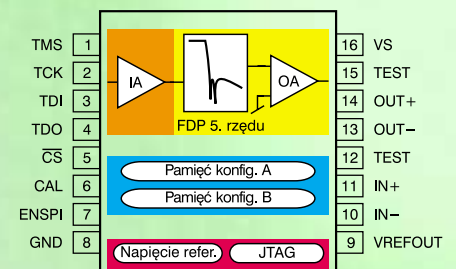 TMS 1
TCK 2
TDI 3
TDO 4
CS 5
CAL 6
ENSPI 7
GND 8
IA
OA
FDP 5. rzędu
Pamięć konfig. A
Pamięć konfig. B
Napięcie refer. JTAG
16 VS
15 TEST
14 OUT+
13 OUT−
12 TEST
11 IN+
10 IN−
9 VREFOUT